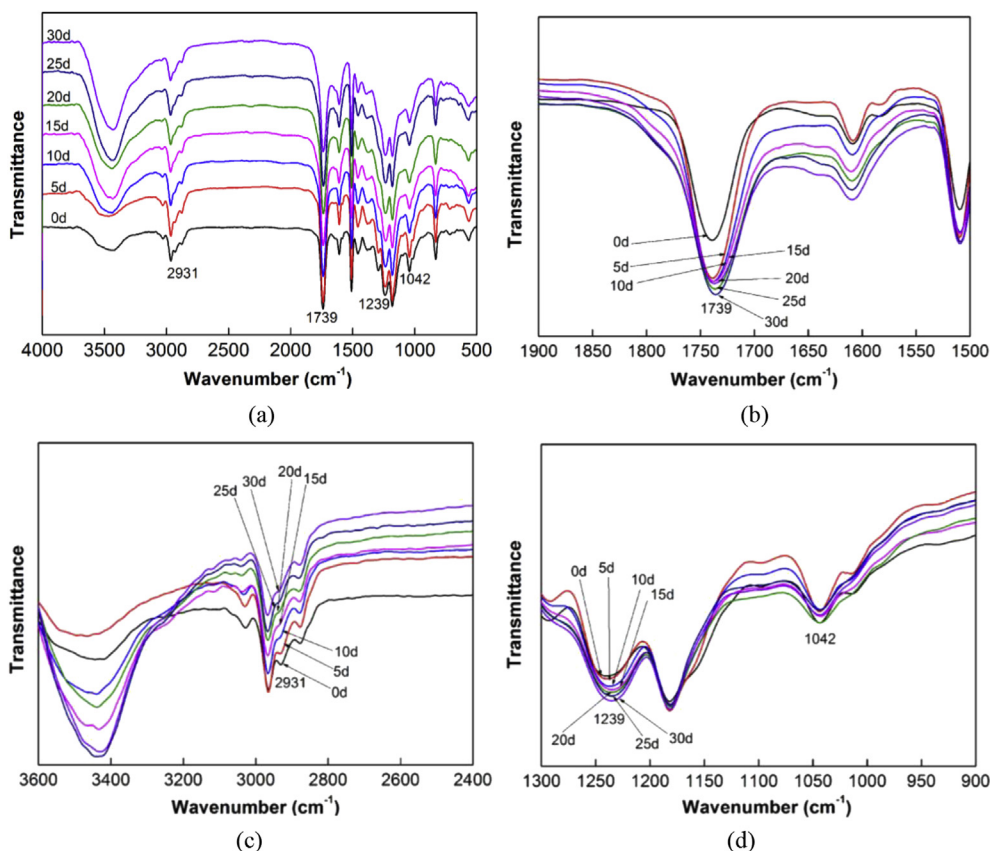 30d
25d
20d
15d
10d
5d
0d
2931
1739
1239
1042
Transmittance
4000 3500 3000 2500 2000 1500 1000 500
Wavenumber (cm⁻¹)
(a)
0d
5d
10d
15d
20d
25d
30d
1739
Transmittance
1900 1850 1800 1750 1700 1650 1600 1550 1500
Wavenumber (cm⁻¹)
(b)
20d
30d
15d
25d
10d
5d
0d
2931
Transmittance
3600 3400 3200 3000 2800 2600 2400
Wavenumber (cm⁻¹)
(c)
0d 5d
10d
15d
20d
1239
25d
30d
1042
Transmittance
1300 1250 1200 1150 1100 1050 1000 950 900
Wavenumber (cm⁻¹)
(d)